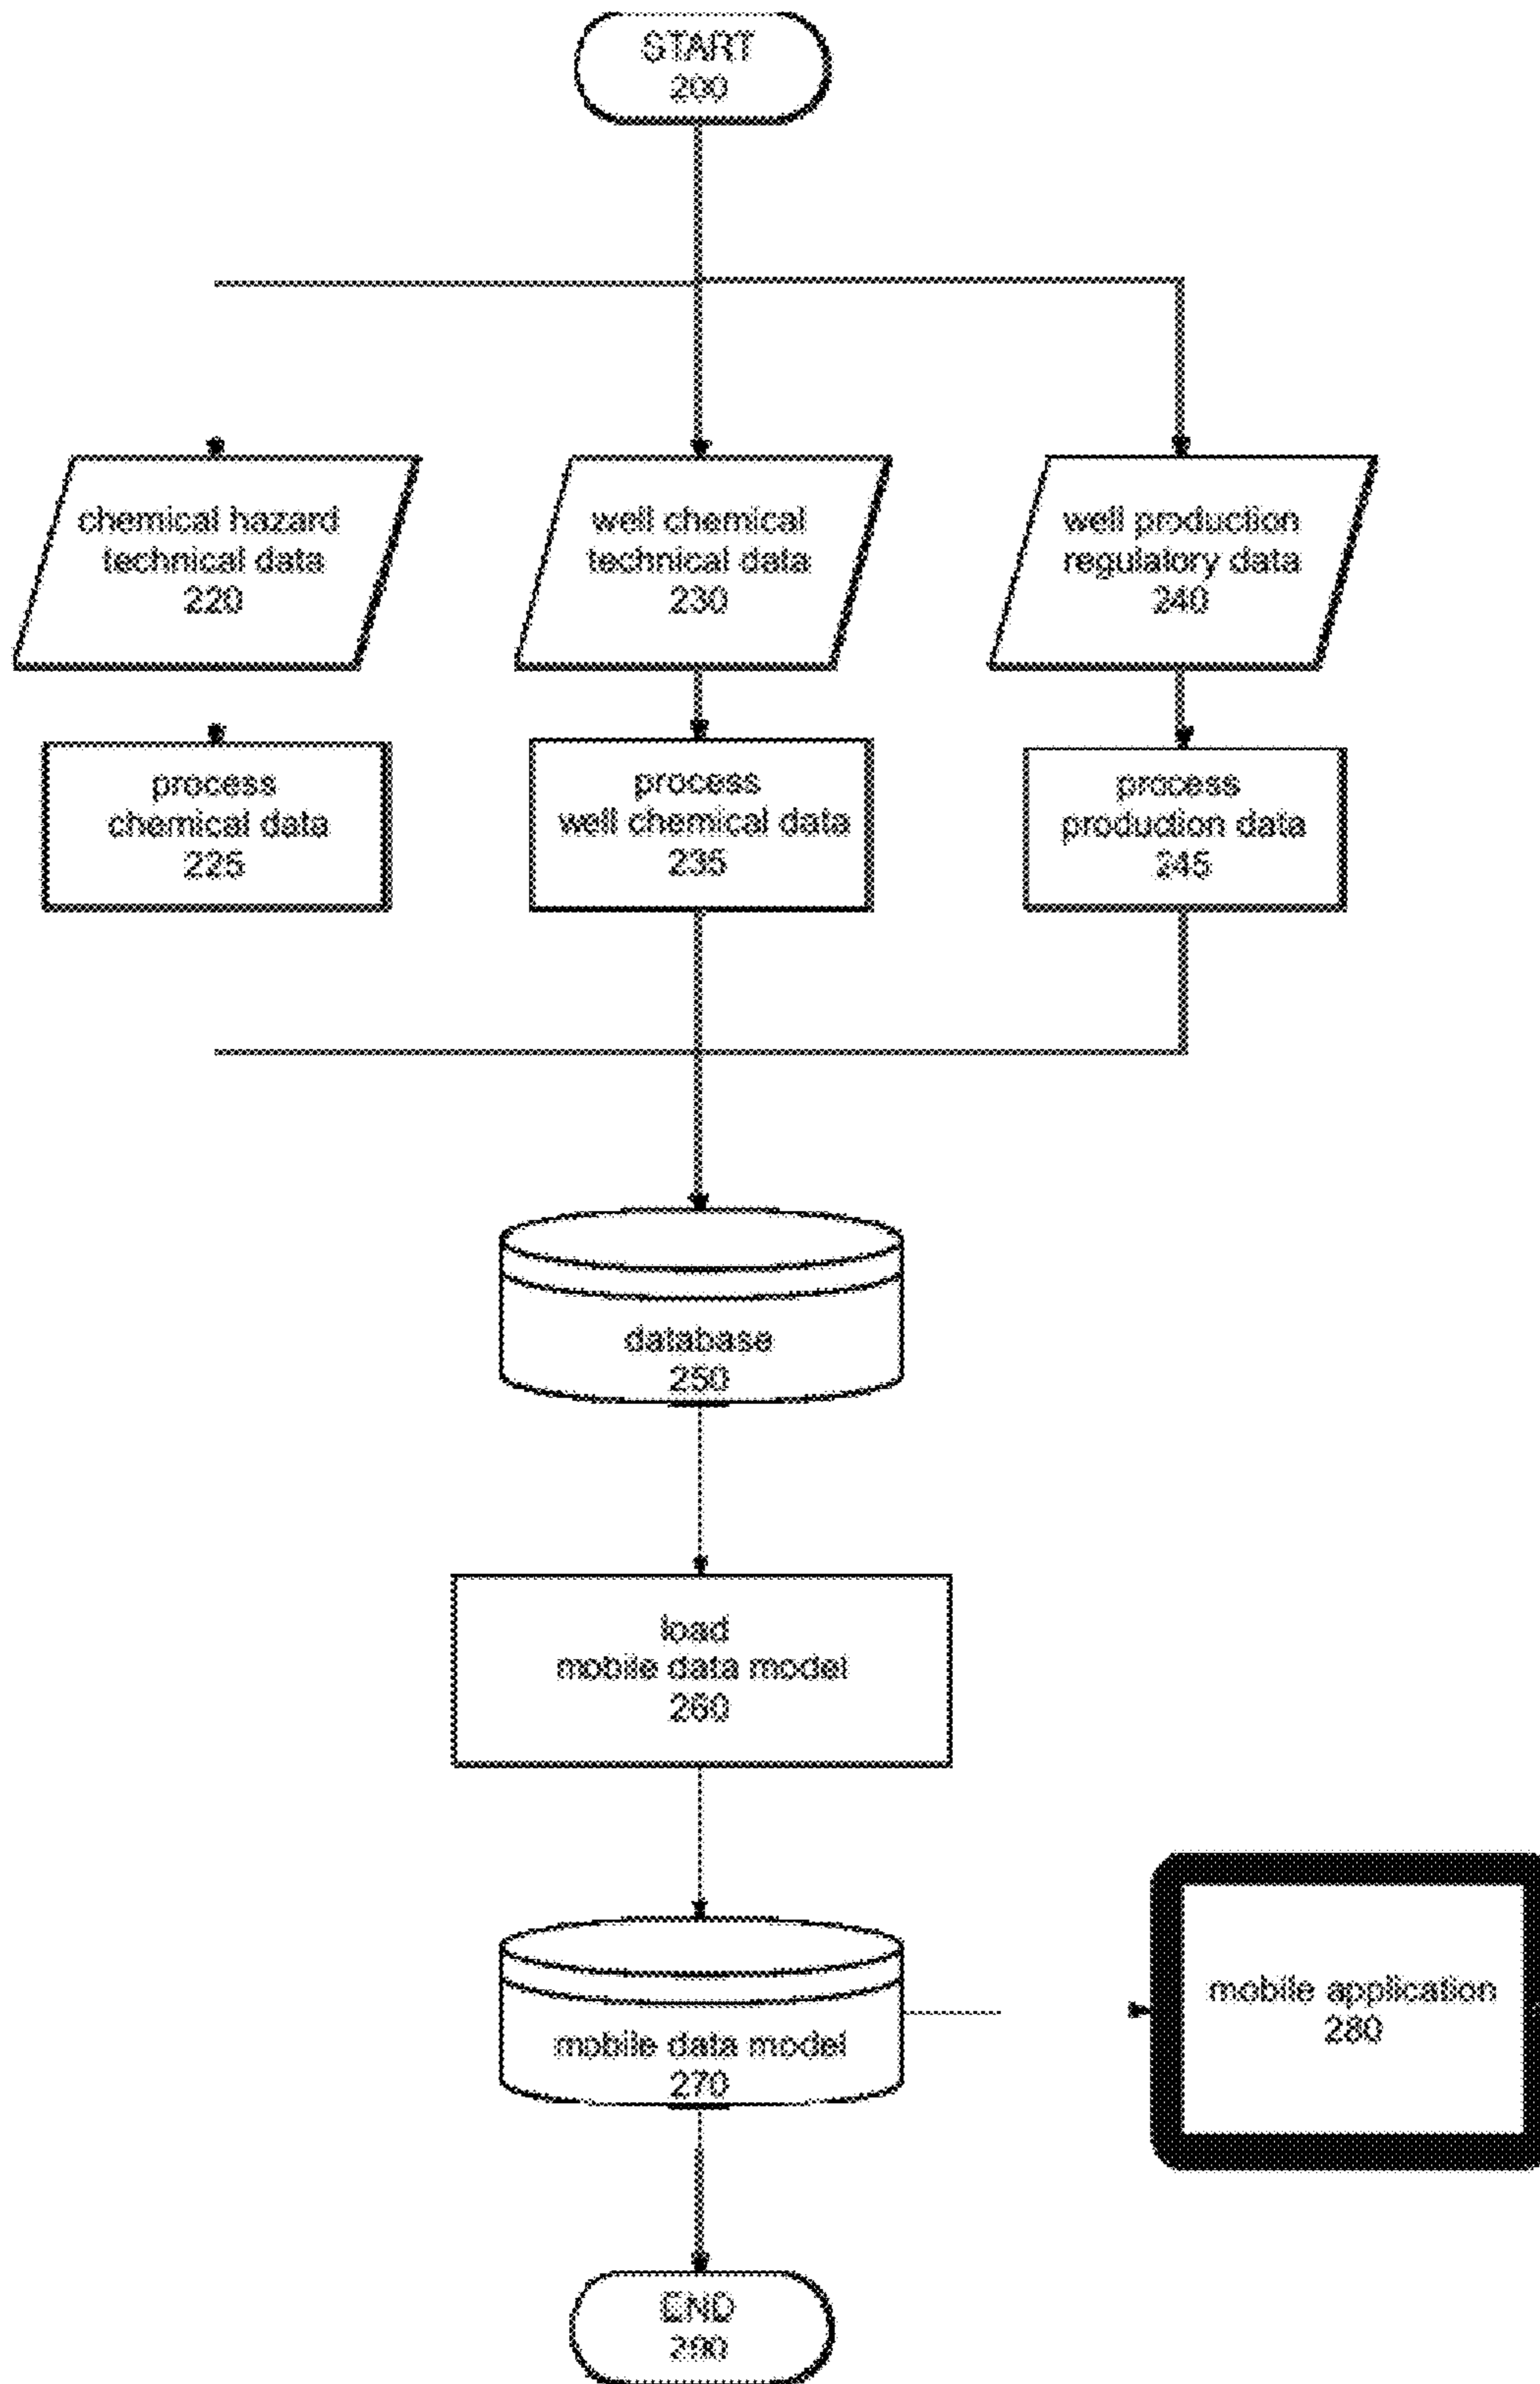 START
200
chemical hazard
technical data
220
well chemical
technical data
230
well production
regulatory data
240
process
chemical data
225
process
well chemical data
235
process
production data
245
database
250
load
mobile data model
260
mobile data model
270
mobile application
280
END
290